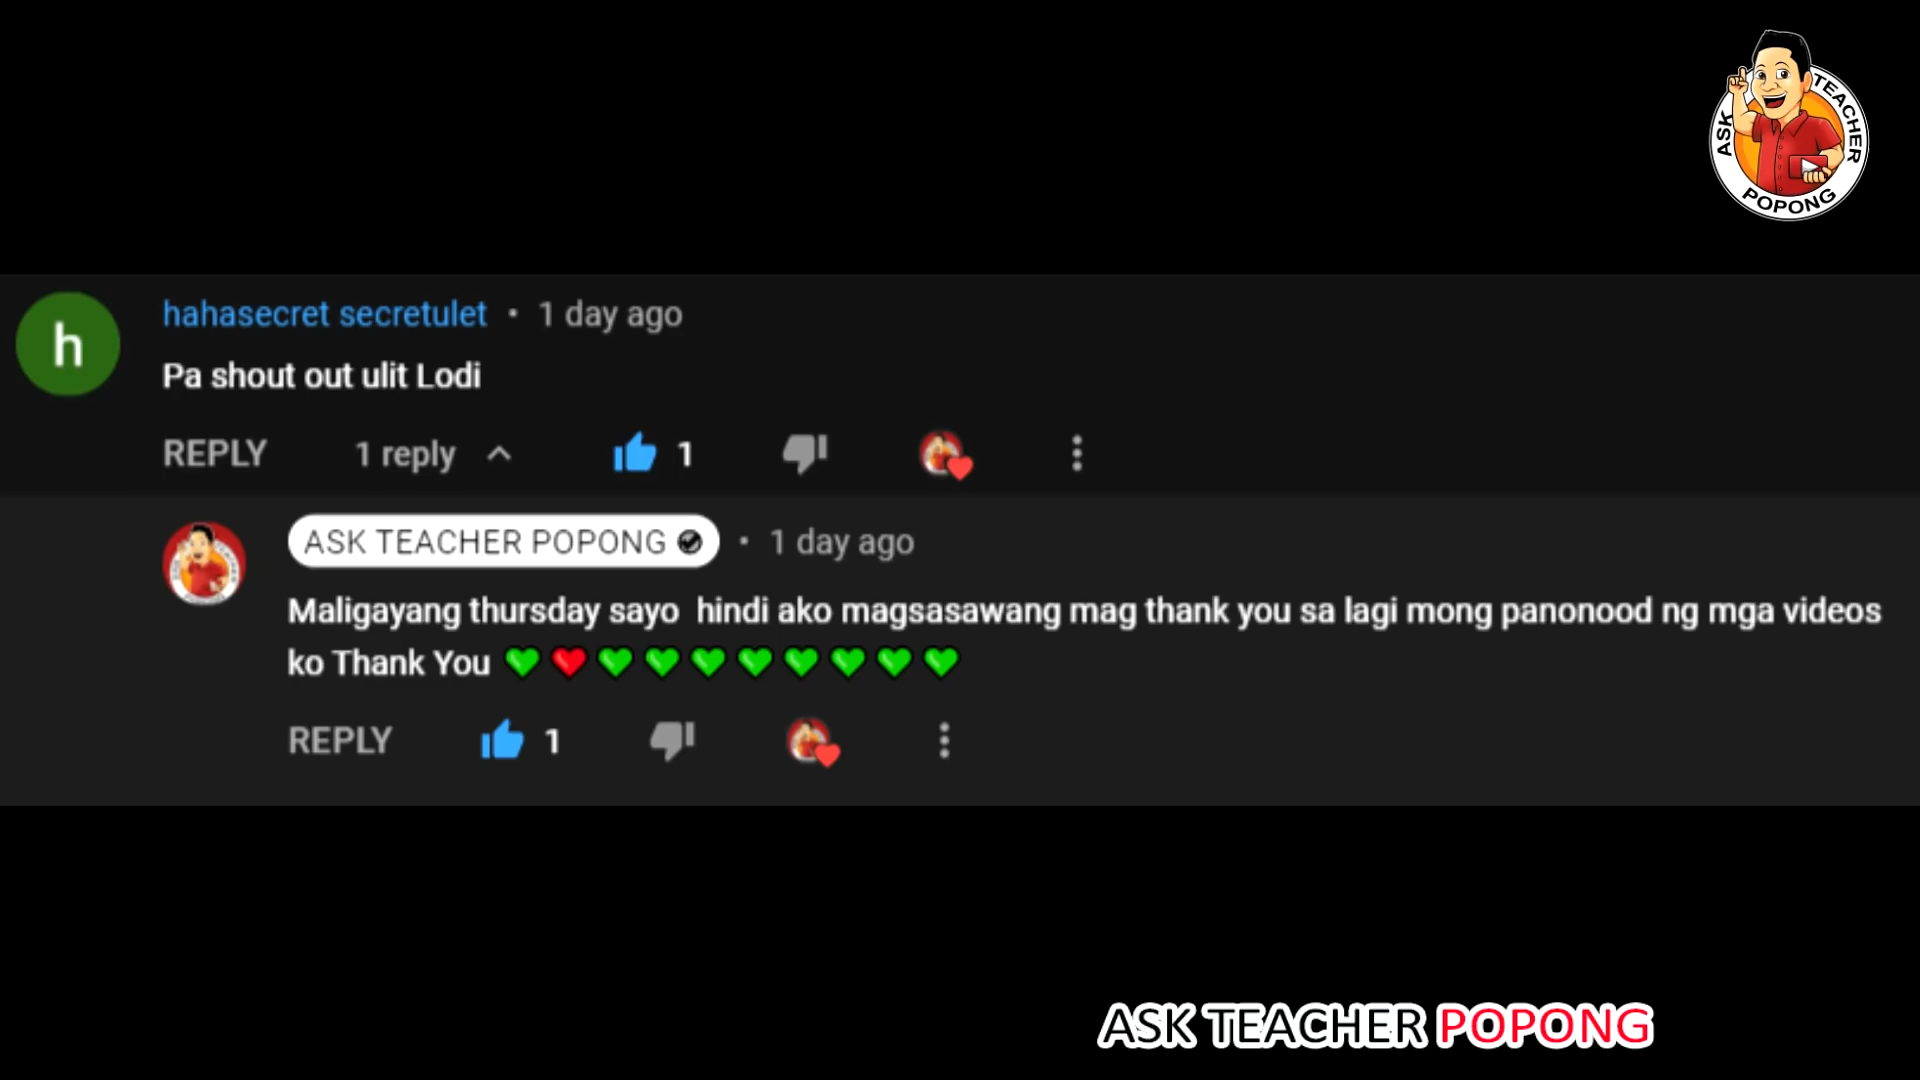 ASK TEACHER POPONG
h
hahasecret secretulet • 1 day ago
Pa shout out ulit Lodi
REPLY 1 reply 1
ASK TEACHER POPONG • 1 day ago
Maligayang thursday sayo hindi ako magsasawang mag thank you sa lagi mong panonood ng mga videos
ko Thank You 💚❤️💚💚💚💚💚💚💚💚
REPLY 1
ASK TEACHER POPONG